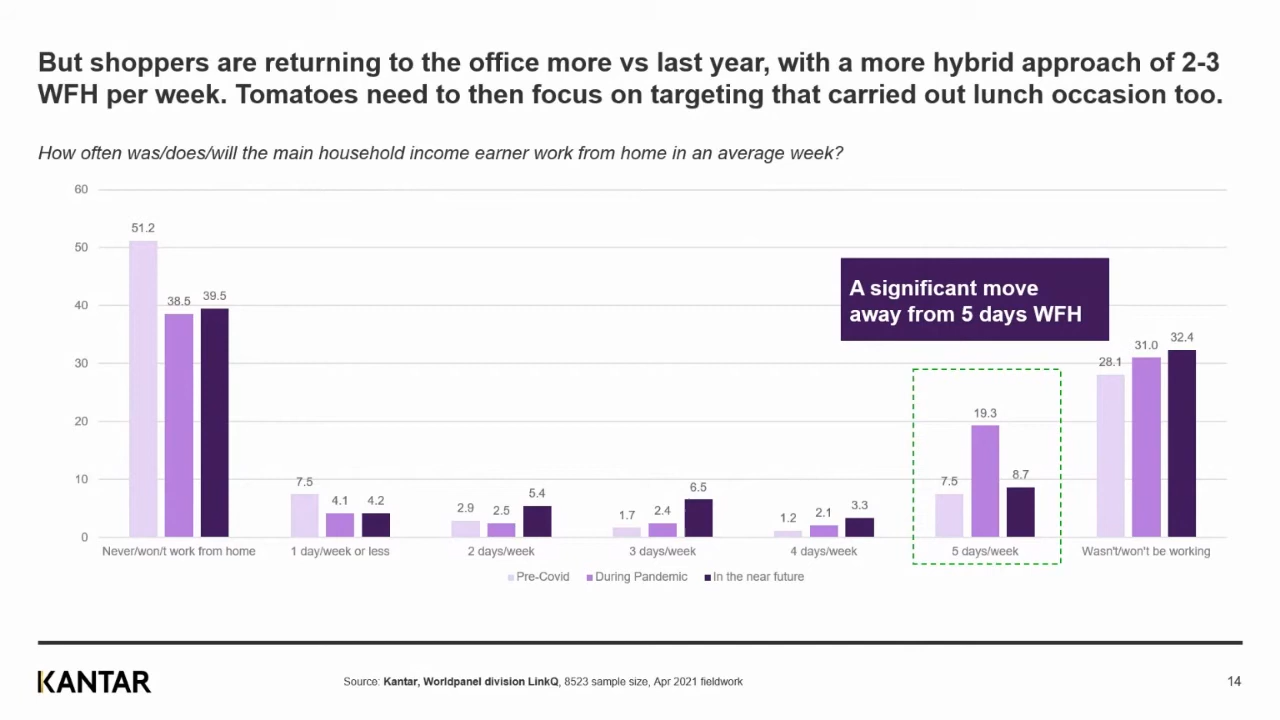 But shoppers are returning to the office more vs last year, with a more hybrid approach of 2-3
WFH per week. Tomatoes need to then focus on targeting that carried out lunch occasion too.
How often was/does/will the main household income earner work from home in an average week?
60
50
40
30
20
10
0
51.2
38.5
39.5
7.5
4.1
4.2
2.9
2.5
5.4
1.7
2.4
6.5
1.2
2.1
3.3
A significant move
away from 5 days WFH
7.5
19.3
8.7
28.1
31.0
32.4
Never/won/t work from home
1 day/week or less
2 days/week
3 days/week
4 days/week
5 days/week
Wasn't/won't be working
Pre-Covid
During Pandemic
In the near future
KANTAR
Source: Kantar, Worldpanel division LinkQ, 8523 sample size, Apr 2021 fieldwork
14